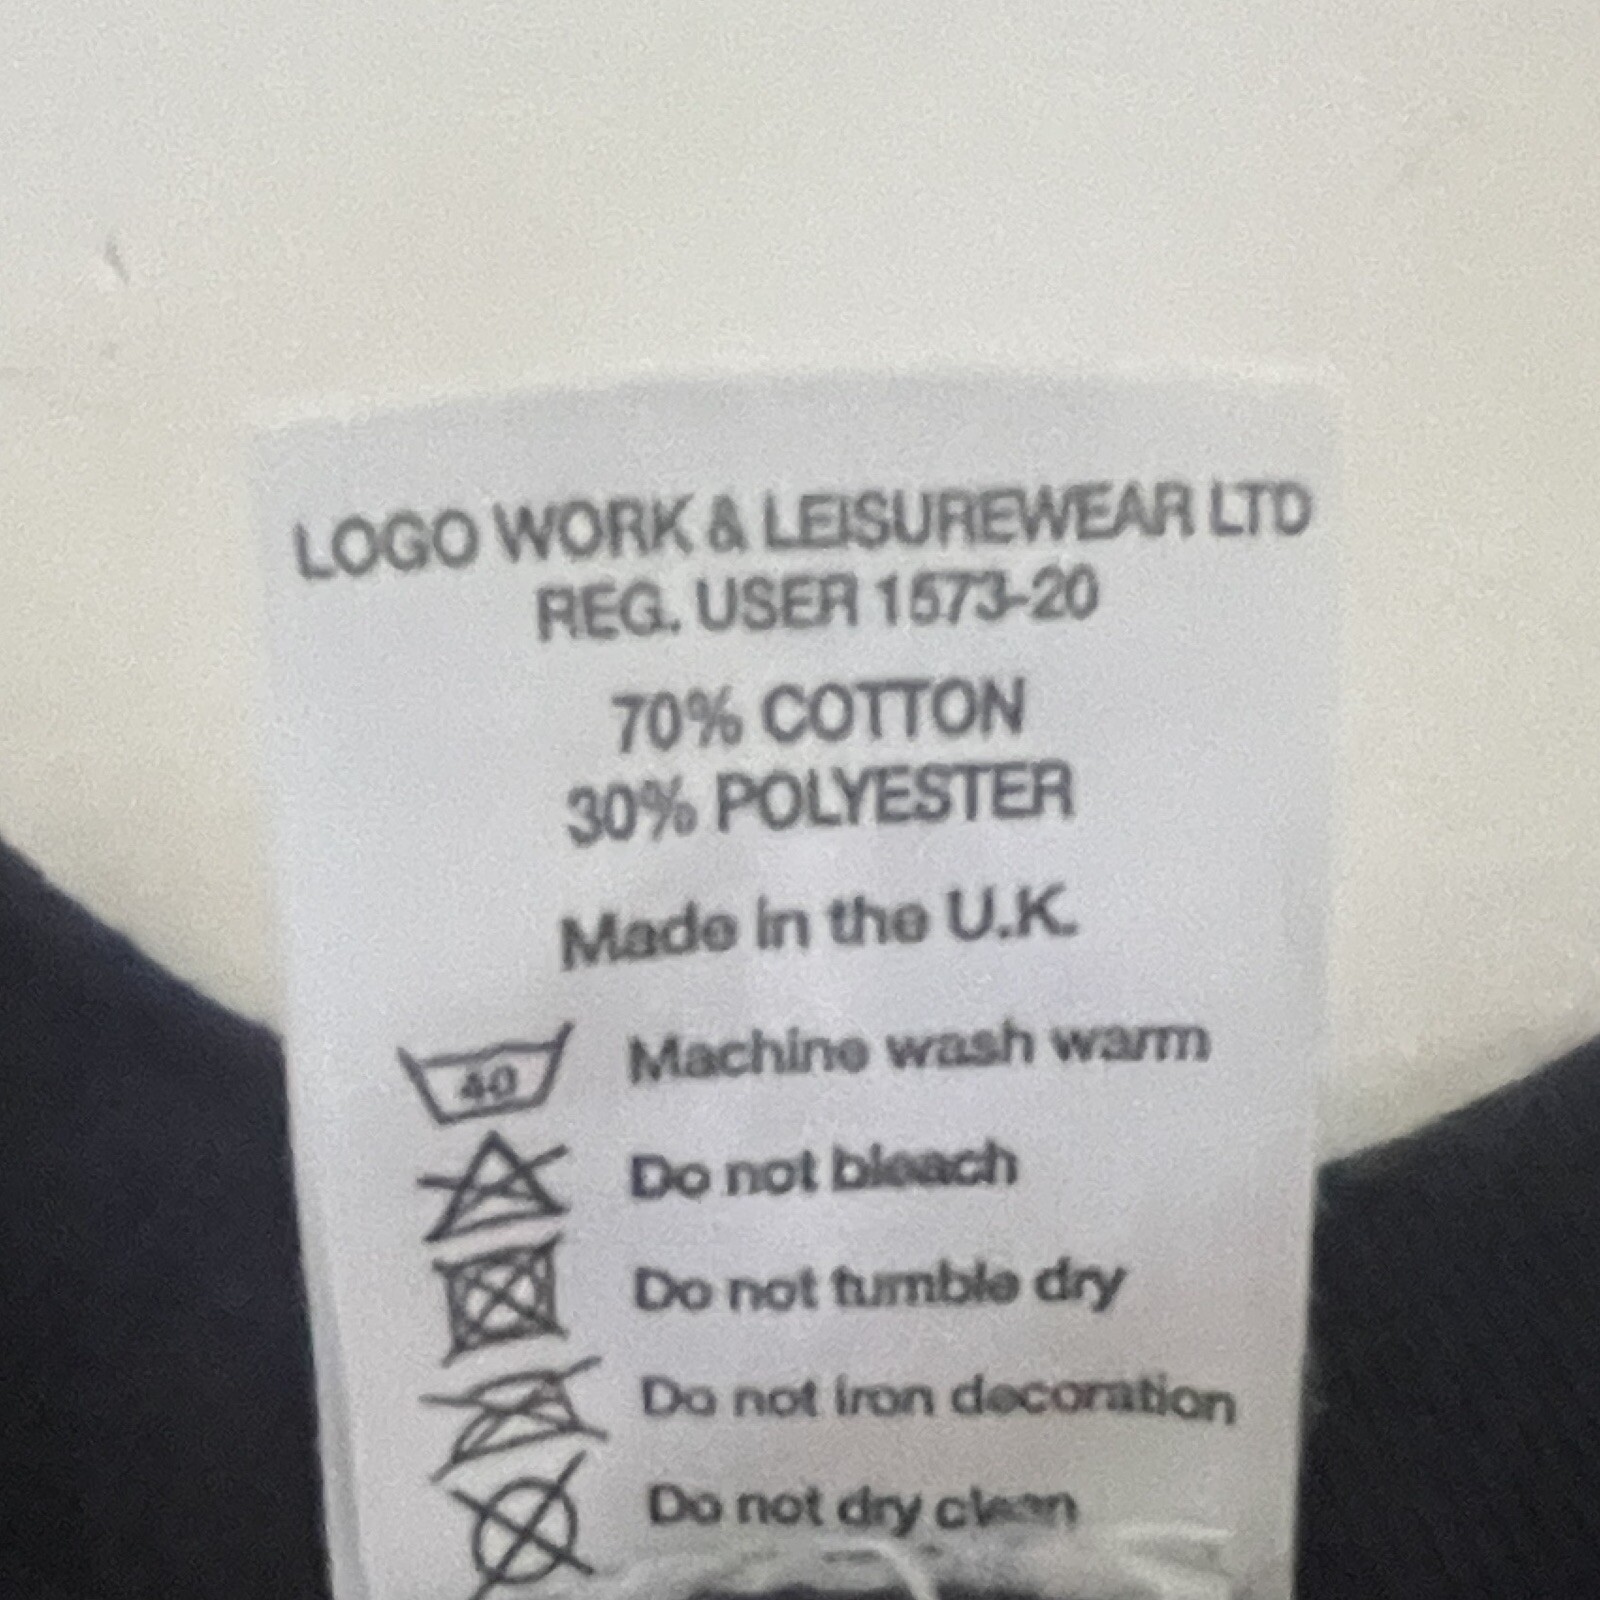 LOGO WORK & LEISUREWEAR LTD
REG. USER 1573-20
70% COTTON
30% POLYESTER
Made in the U.K.
40 Machine wash warm
Do not bleach
Do not tumble dry
Do not iron decoration
Do not dry clean